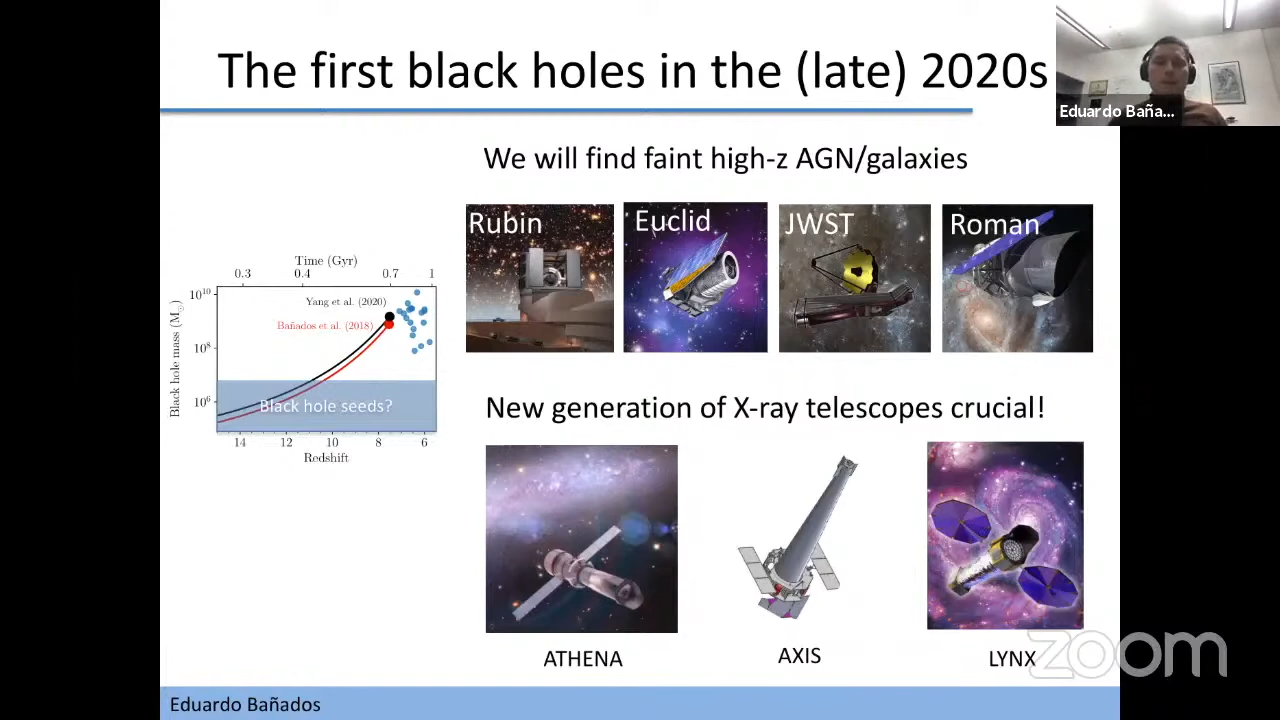 The first black holes in the (late) 2020s
Eduardo Baña...
We will find faint high-z AGN/galaxies
Rubin
Euclid
JWST
Roman
Time (Gyr)
0.3 0.4 0.7 1
Black hole mass (M☉)
10¹⁰
10⁸
10⁶
Yang et al. (2020)
Bañados et al. (2018)
Black hole seeds?
14 12 10 8 6
Redshift
New generation of X-ray telescopes crucial!
ATHENA
AXIS
LYNX
zoom
Eduardo Bañados